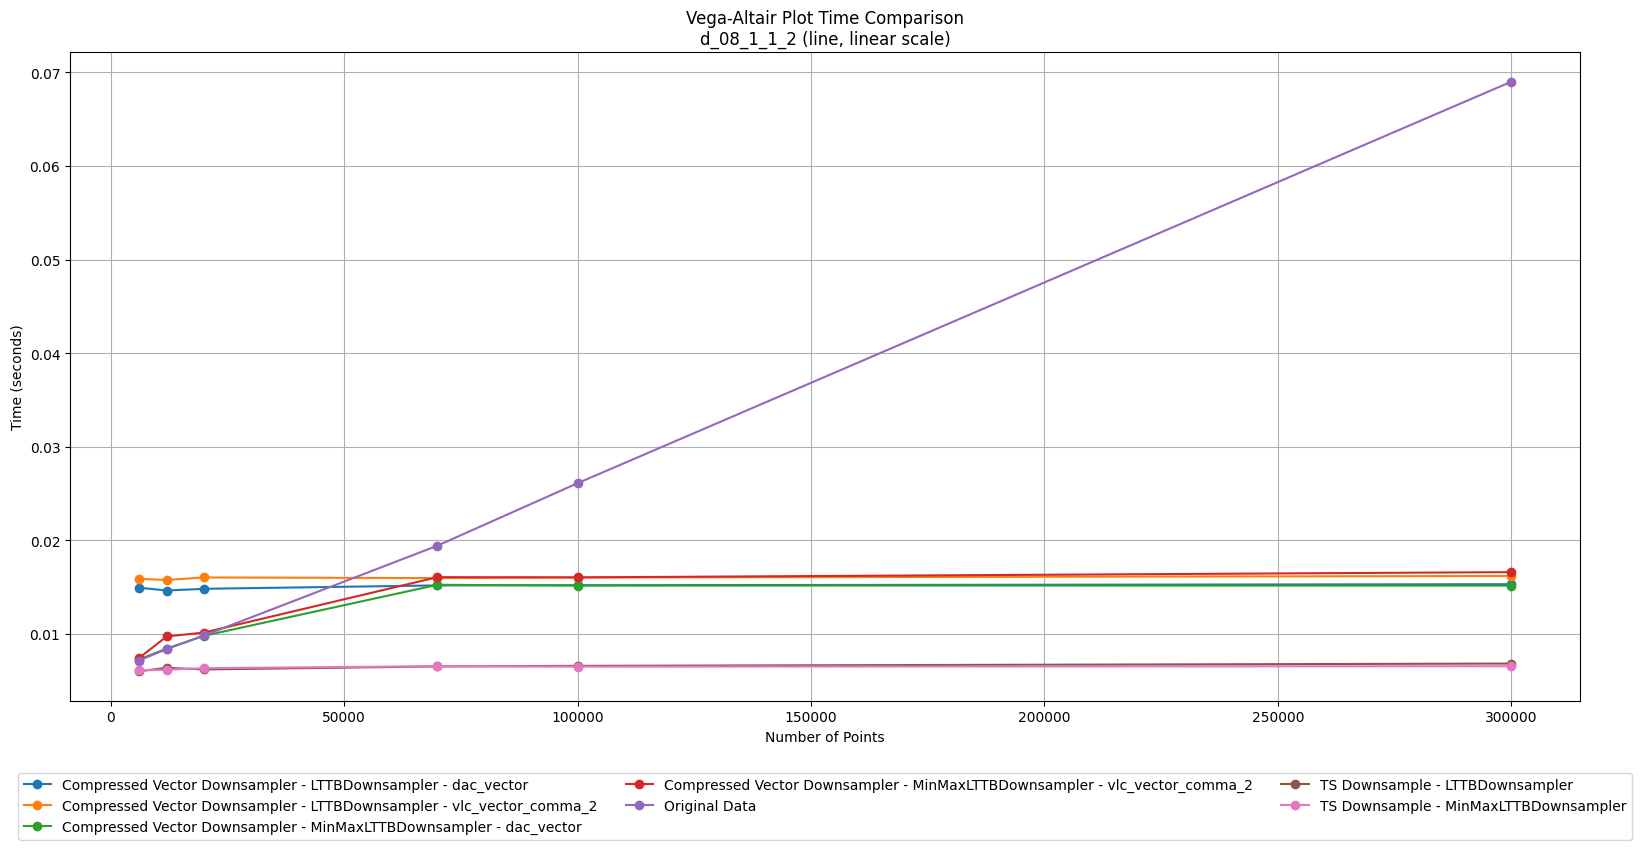 Vega-Altair Plot Time Comparison
d_08_1_1_2 (line, linear scale)
Time (seconds)
0.07
0.06
0.05
0.04
0.03
0.02
0.01
0
50000
100000
150000
200000
250000
300000
Number of Points
Compressed Vector Downsampler - LTTBDownsampler - dac_vector
Compressed Vector Downsampler - LTTBDownsampler - vlc_vector_comma_2
Compressed Vector Downsampler - MinMaxLTTBDownsampler - dac_vector
Compressed Vector Downsampler - MinMaxLTTBDownsampler - vlc_vector_comma_2
Original Data
TS Downsample - LTTBDownsampler
TS Downsample - MinMaxLTTBDownsampler